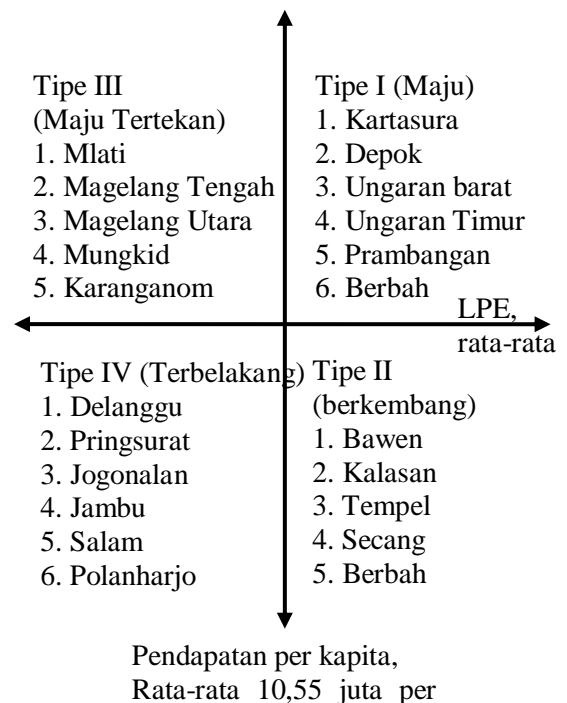 Tipe III
(Maju Tertekan)
1. Mlati
2. Magelang Tengah
3. Magelang Utara
4. Mungkid
5. Karanganom
Tipe I (Maju)
1. Kartasura
2. Depok
3. Ungaran barat
4. Ungaran Timur
5. Prambangan
6. Berbah
LPE,
rata-rata
Tipe IV (Terbelakang)
1. Delanggu
2. Pringsurat
3. Jogonalan
4. Jambu
5. Salam
6. Polanharjo
Tipe II
(berkembang)
1. Bawen
2. Kalasan
3. Tempel
4. Secang
5. Berbah
Pendapatan per kapita,
Rata-rata 10,55 juta per